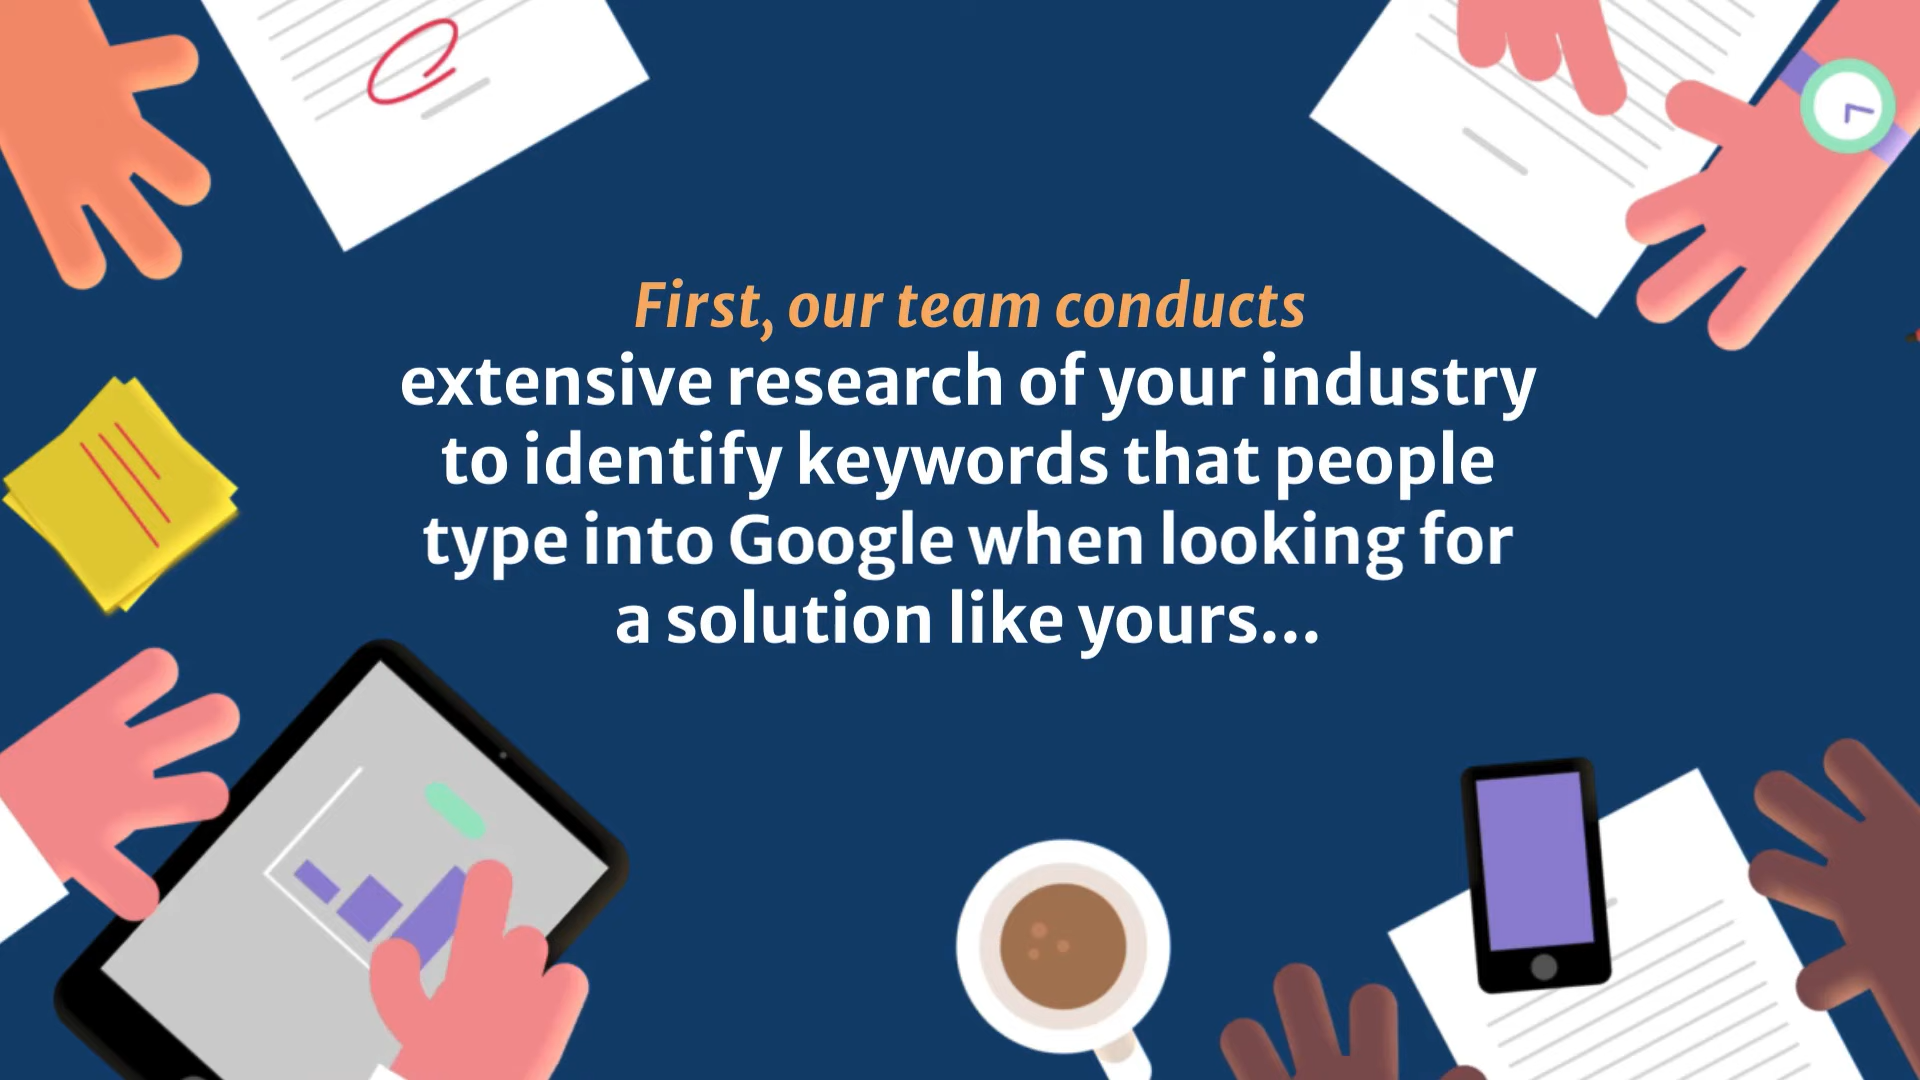 First, our team conducts
extensive research of your industry
to identify keywords that people
type into Google when looking for
a solution like yours...